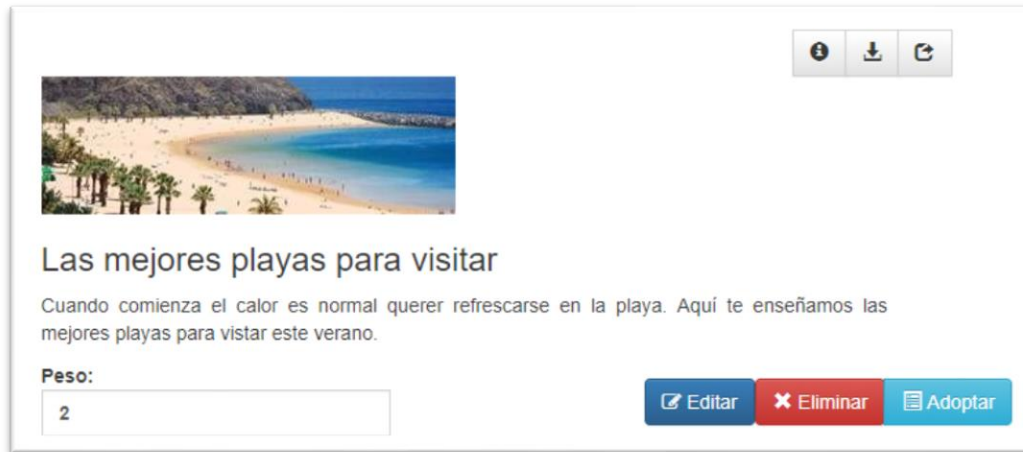 Las mejores playas para visitar
Cuando comienza el calor es normal querer refrescarse en la playa. Aquí te enseñamos las
mejores playas para vistar este verano.
Peso:
2
Editar Eliminar Adoptar